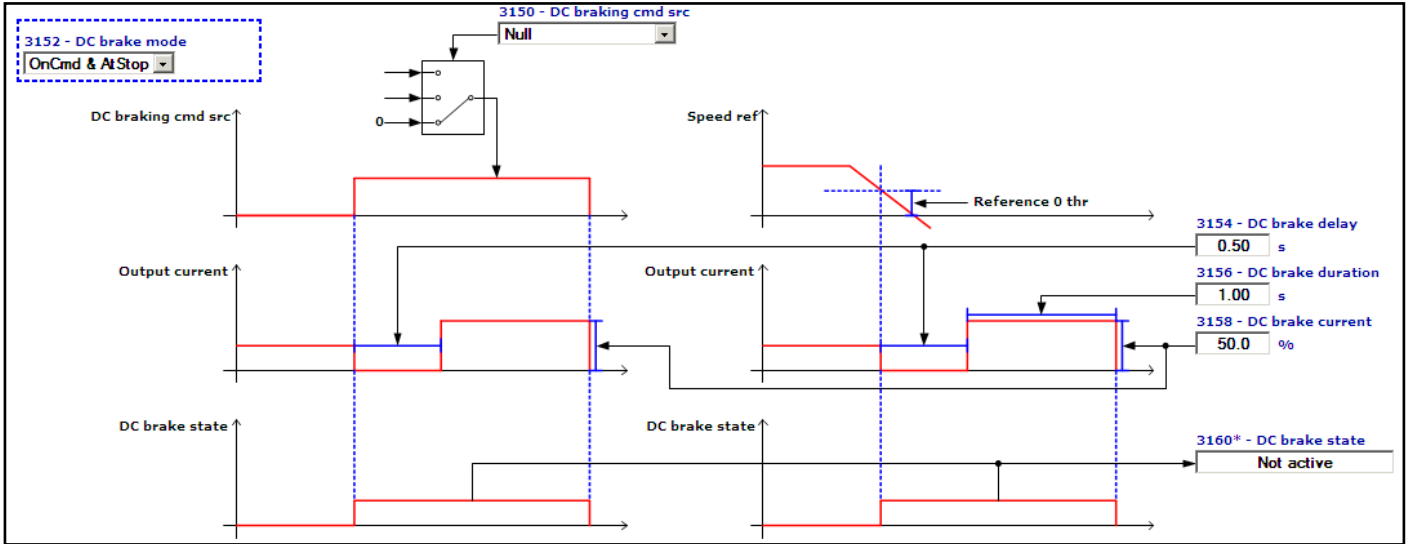 3150 - DC braking cmd src
Null
3152 - DC brake mode
OnCmd & AtStop
DC braking cmd src
0
Speed ref
Reference 0 thr
3154 - DC brake delay
0.50 s
Output current
Output current
3156 - DC brake duration
1.00 s
3158 - DC brake current
50.0 %
DC brake state
DC brake state
3160* - DC brake state
Not active